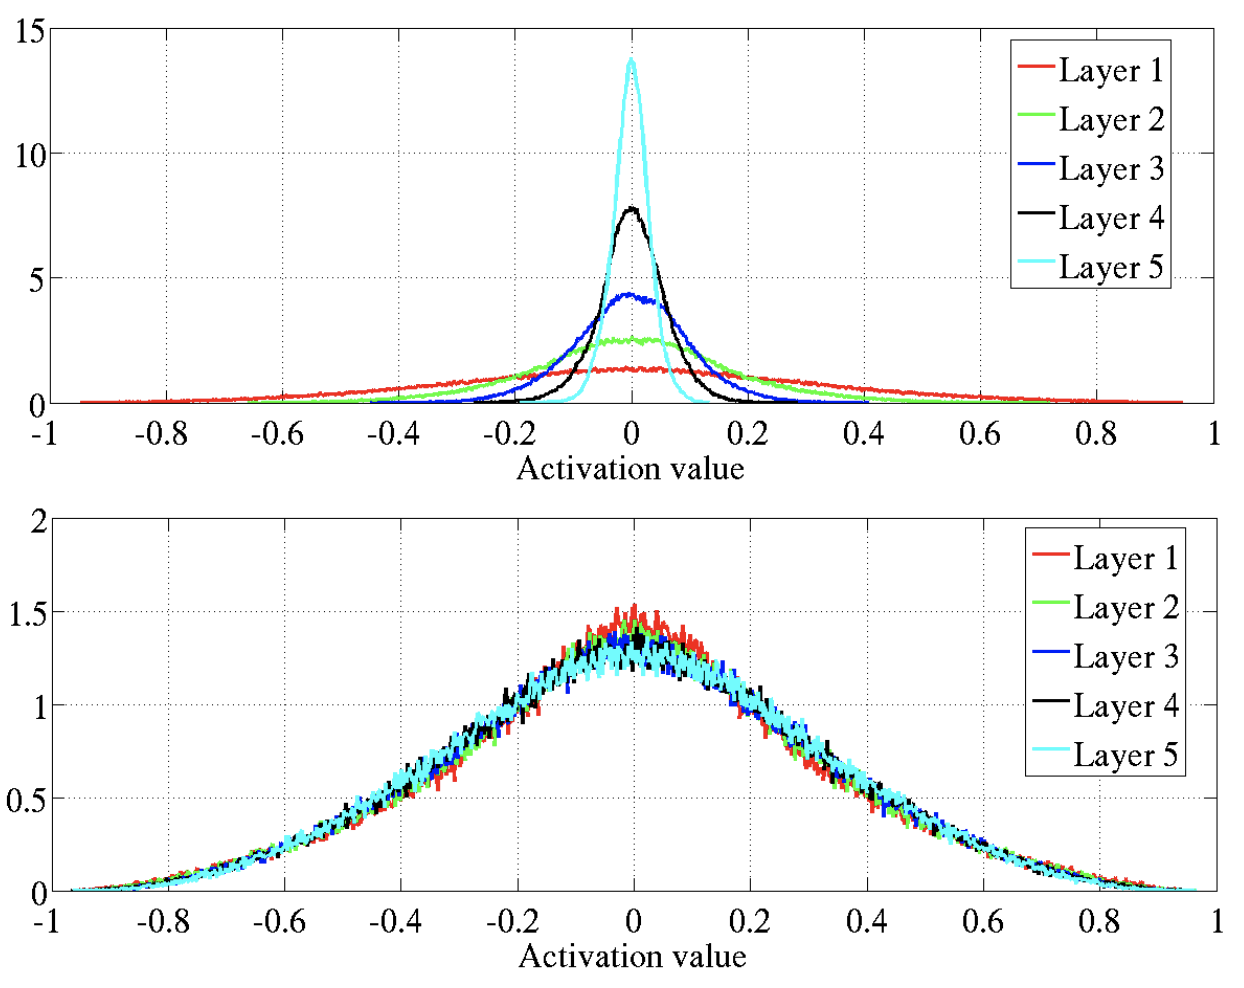 15
10
5
0
-1 -0.8 -0.6 -0.4 -0.2 0 0.2 0.4 0.6 0.8 1
Activation value
Layer 1
Layer 2
Layer 3
Layer 4
Layer 5
2
1.5
1
0.5
0
-1 -0.8 -0.6 -0.4 -0.2 0 0.2 0.4 0.6 0.8 1
Activation value
Layer 1
Layer 2
Layer 3
Layer 4
Layer 5